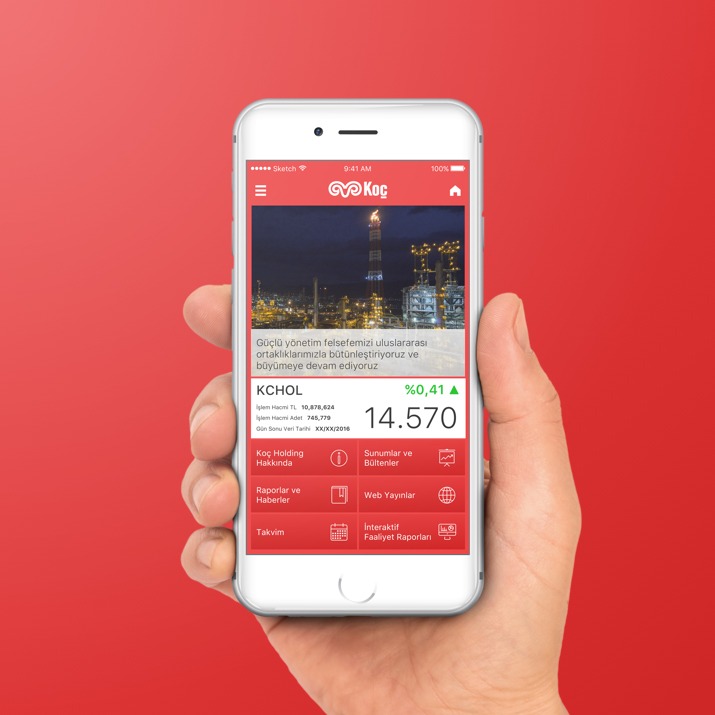 Sketch 9:41 AM 100%
Koç
Güçlü yönetim felsefemizi uluslararası
ortaklıklarımızla bütünleştiriyoruz ve
büyümeye devam ediyoruz
KCHOL %0,41
İşlem Hacmi TL 10,878,624
İşlem Hacmi Adet 745,779
14.570
Gün Sonu Veri Tarihi XX/XX/2016
Koç Holding
Hakkında
Sunumlar ve
Bültenler
Raporlar ve
Haberler
Web Yayınlar
Takvim
İnteraktif
Faaliyet Raporları